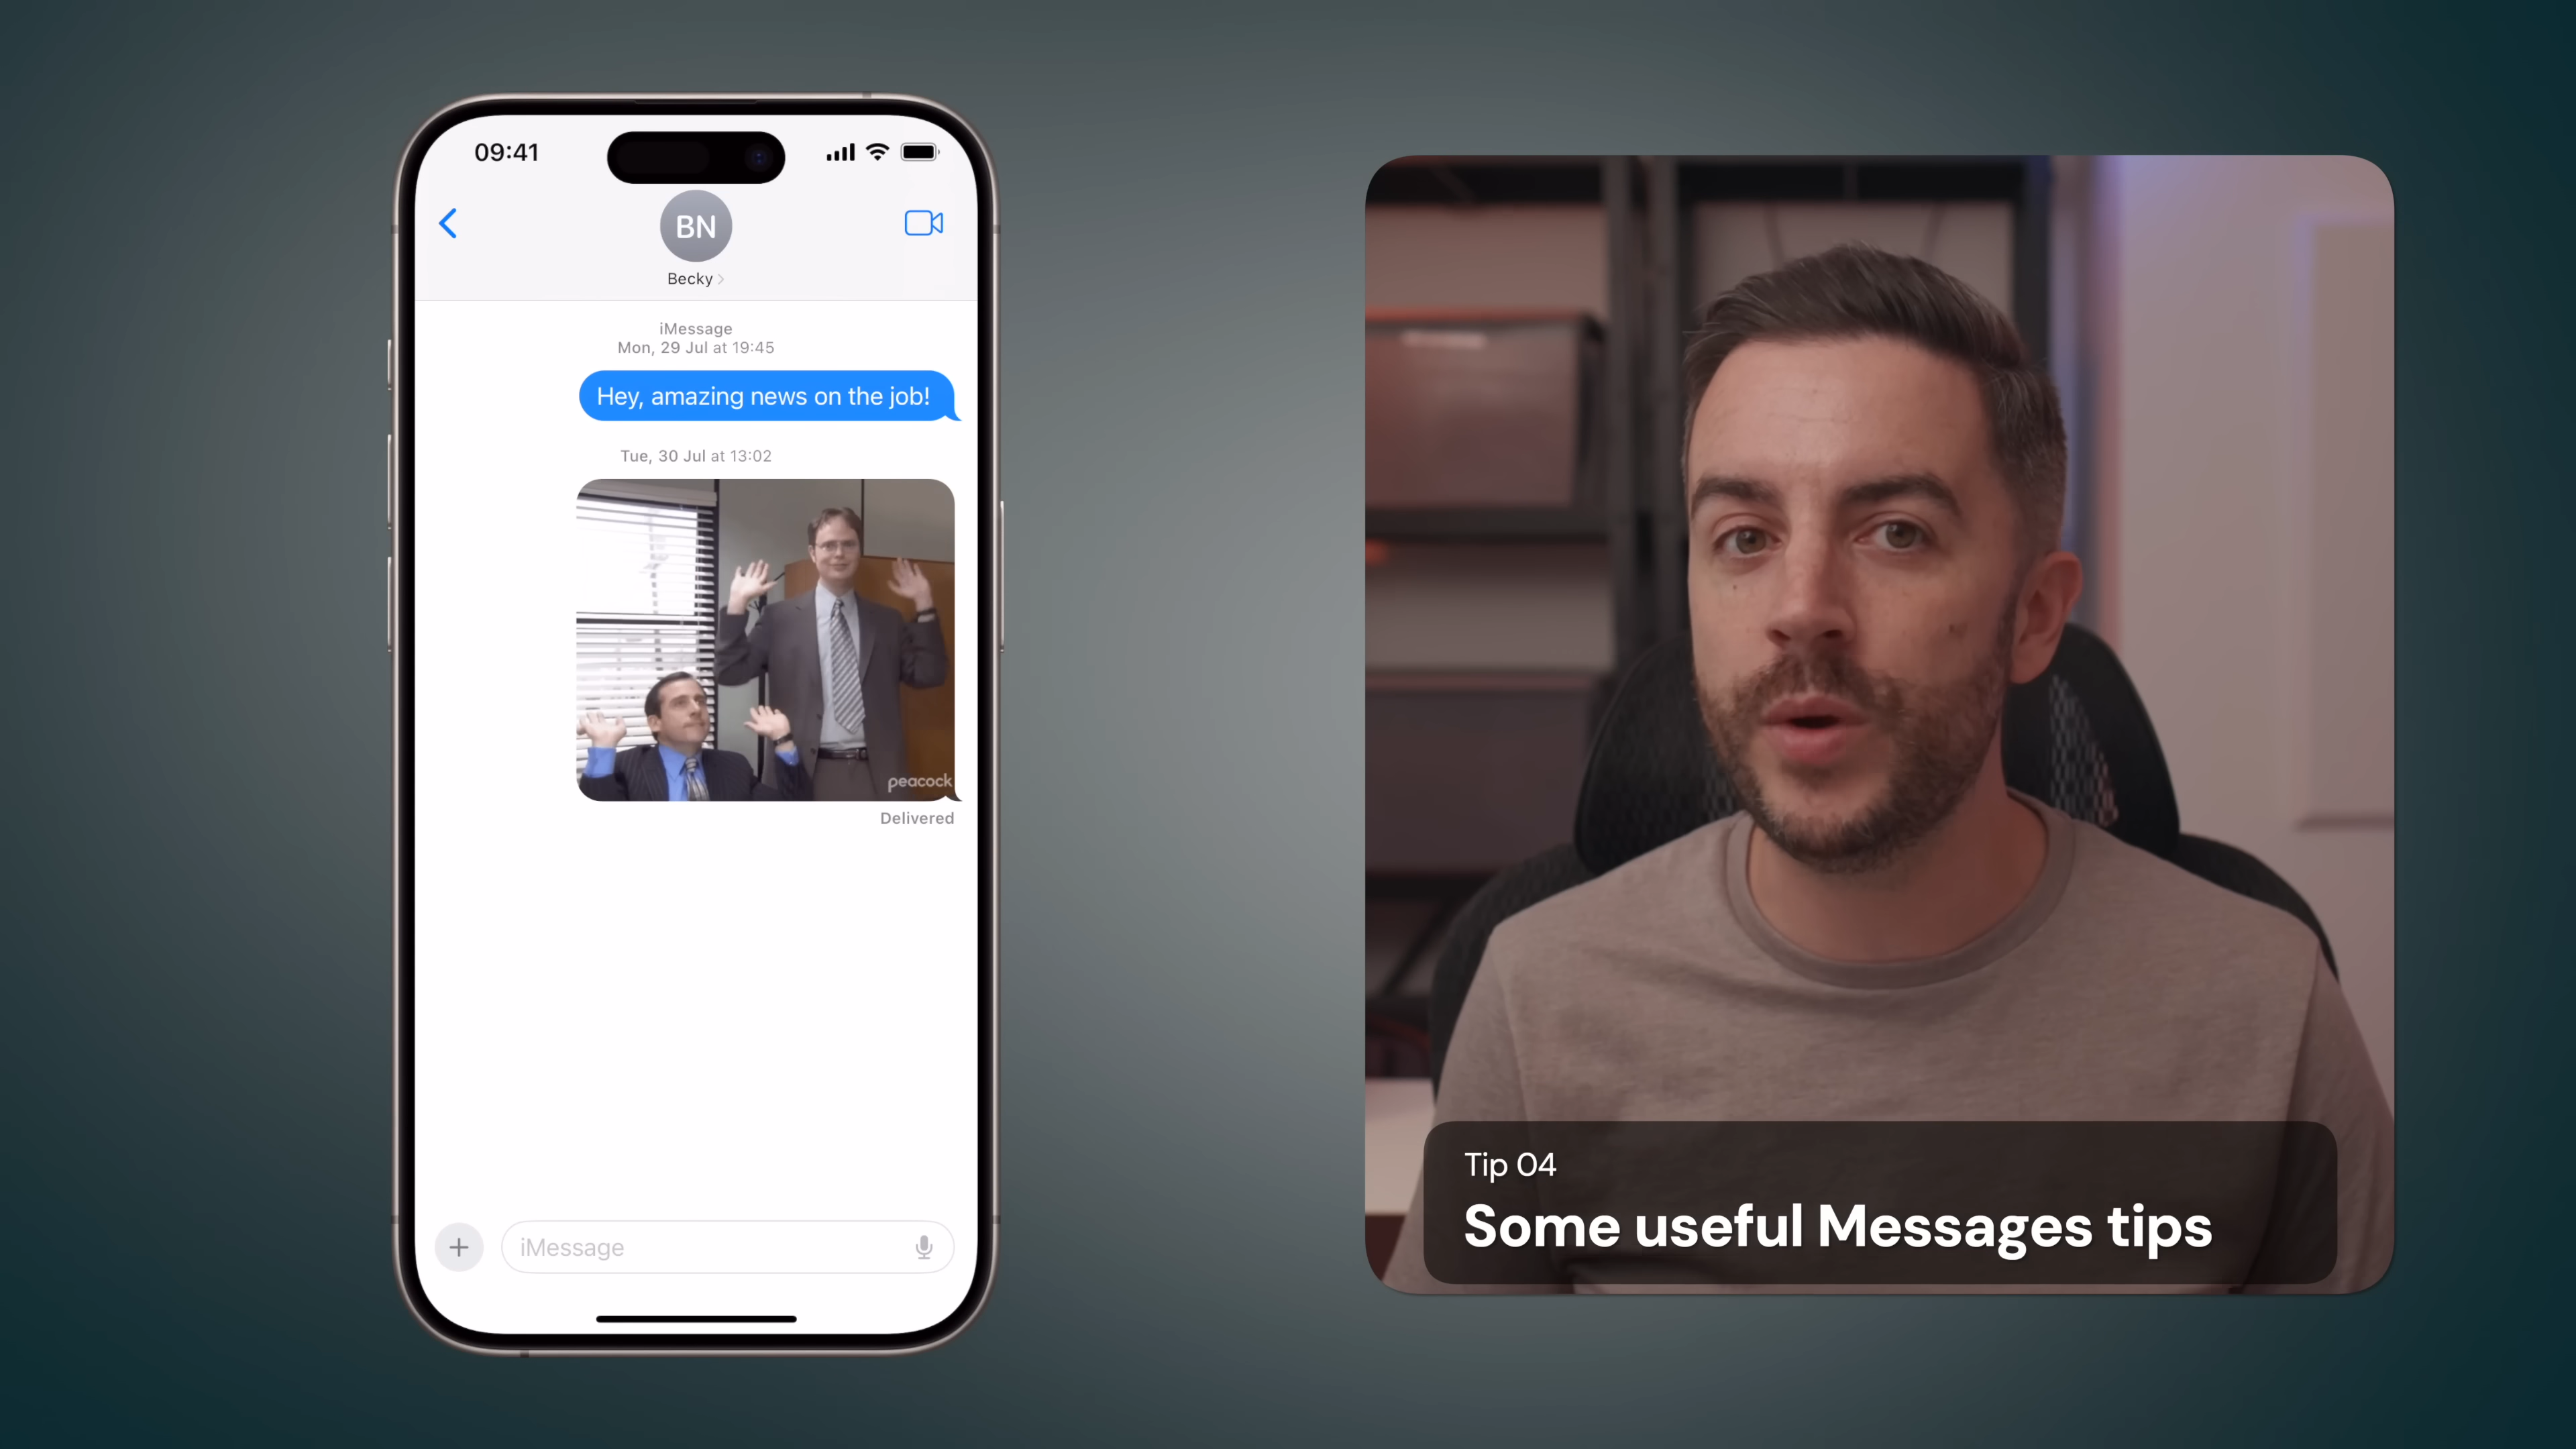 09:41
BN
Becky
iMessage
Mon, 29 Jul at 19:45
Hey, amazing news on the job!
Tue, 30 Jul at 13:02
peacock
Delivered
iMessage
Tip 04
Some useful Messages tips